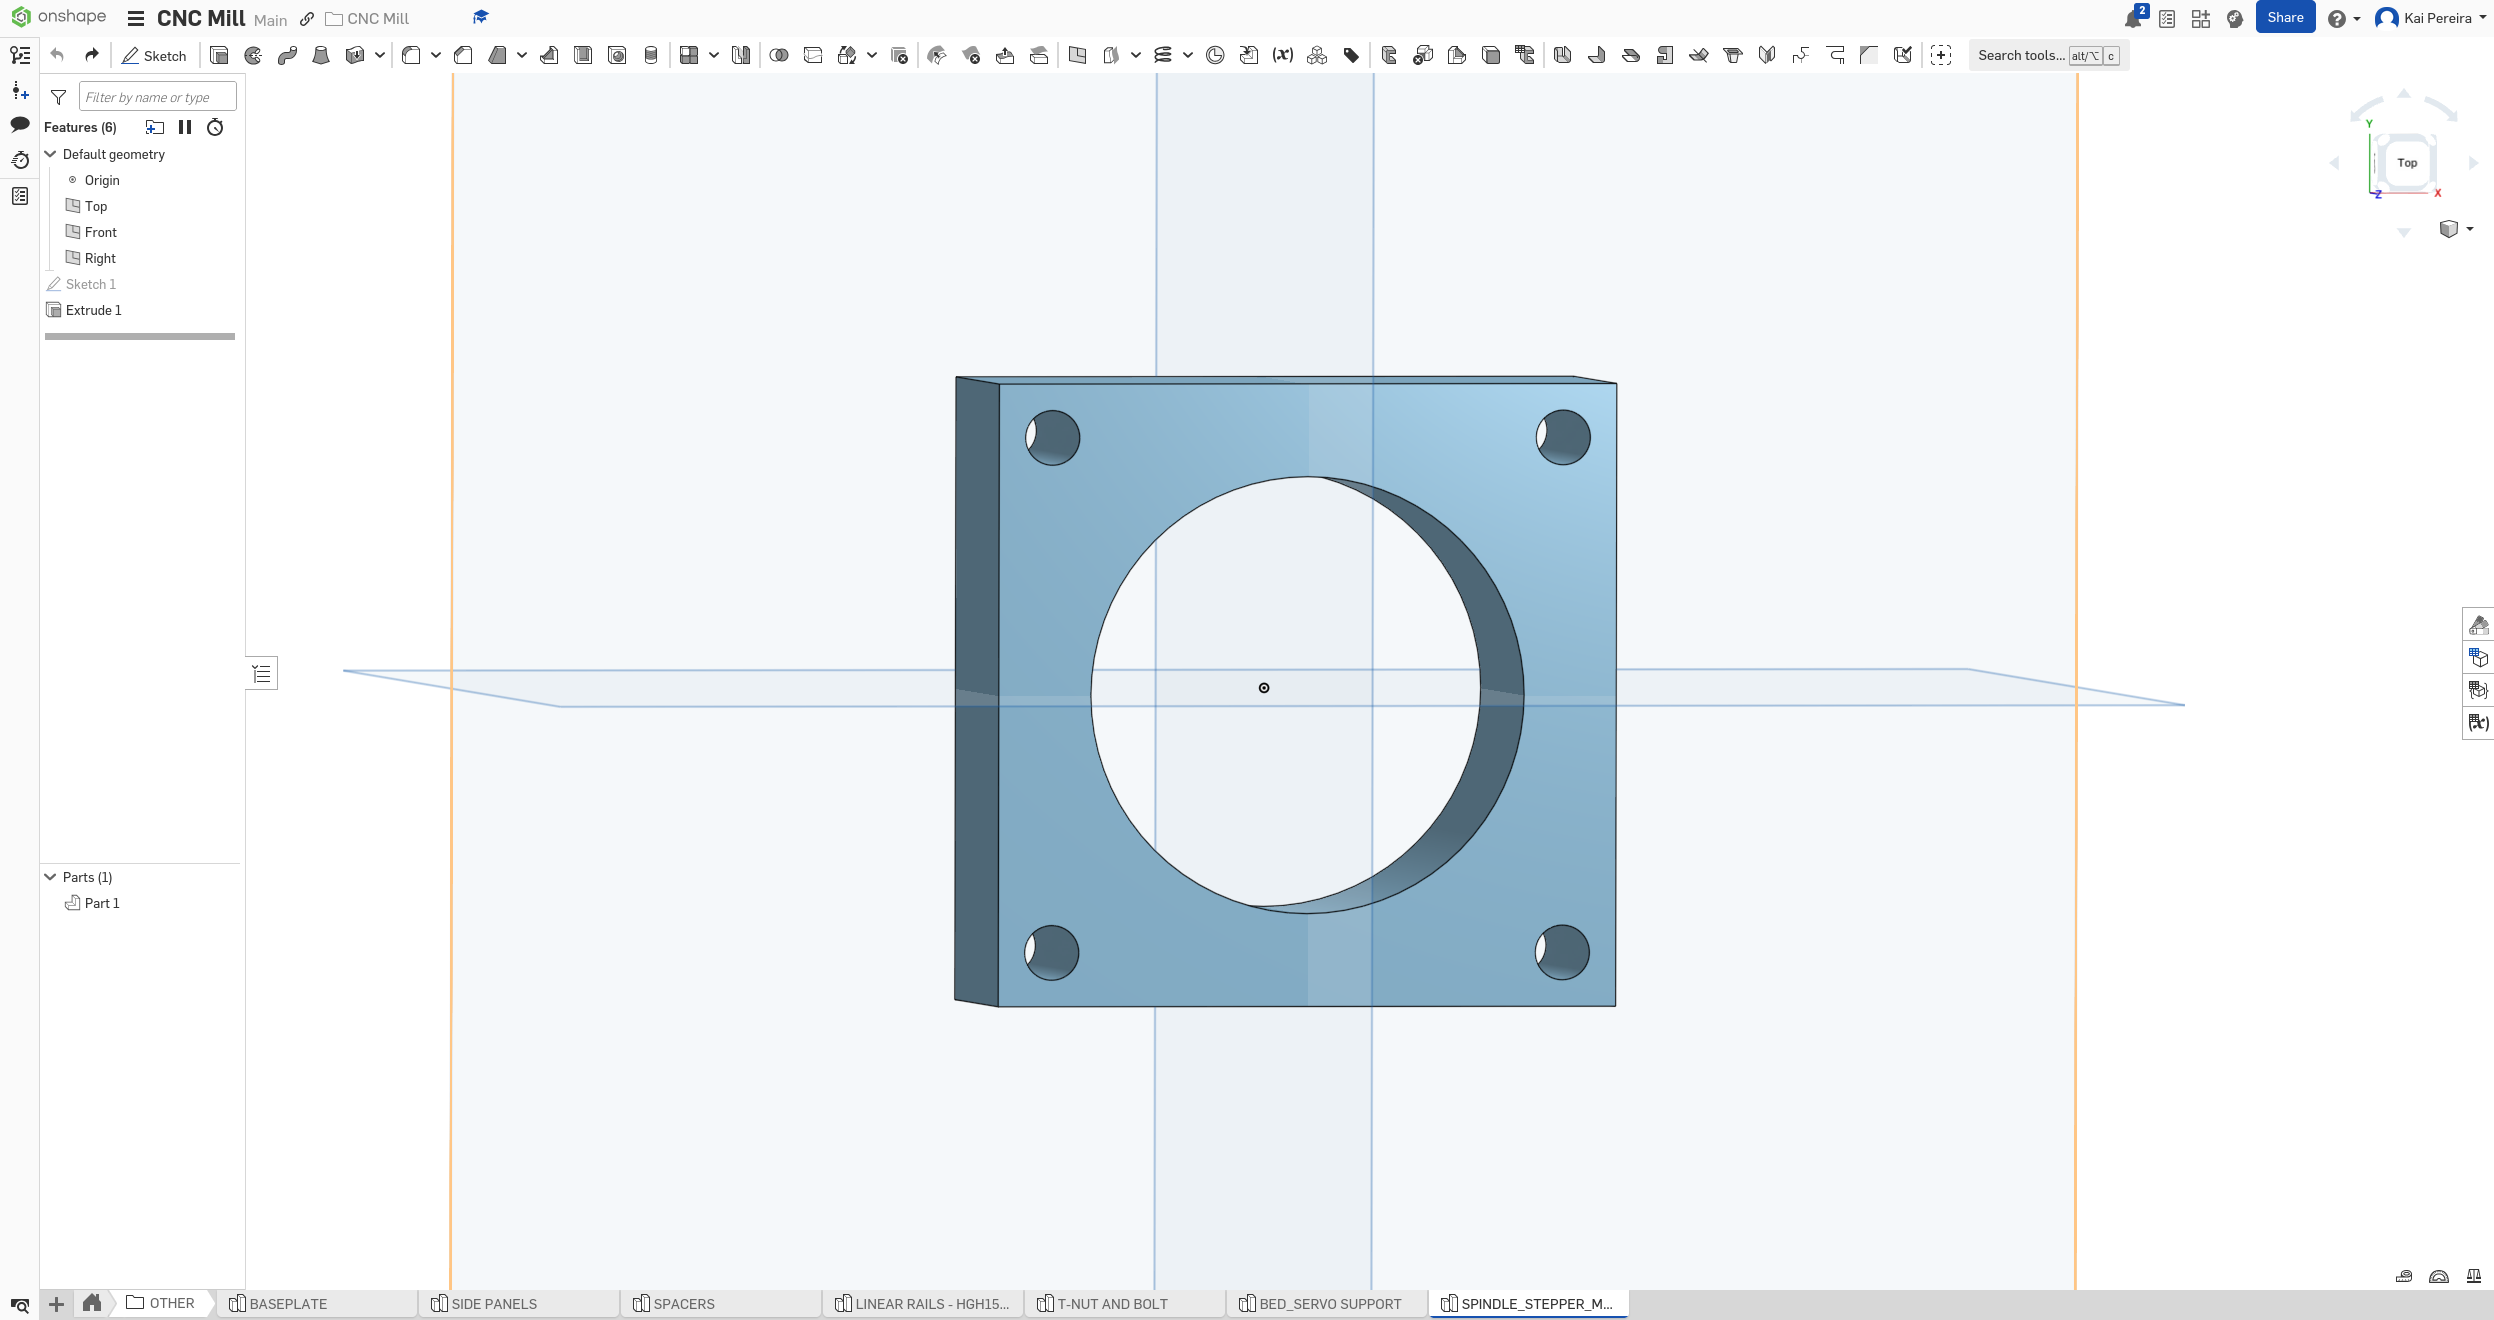 onshape
CNC Mill Main CNC Mill
2
Share
Kai Pereira
Sketch
Search tools... alt/⌥ c
Filter by name or type
Features (6)
Default geometry
Origin
Top
Front
Right
Sketch 1
Extrude 1
Y
Top
Z
X
Parts (1)
Part 1
OTHER
BASEPLATE
SIDE PANELS
SPACERS
LINEAR RAILS - HGH15...
T-NUT AND BOLT
BED_SERVO SUPPORT
SPINDLE_STEPPER_M...